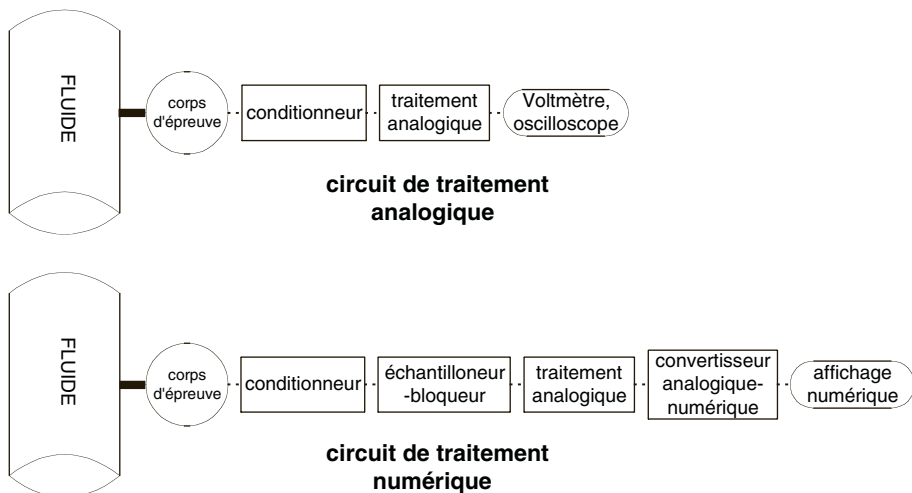 FLUIDE
corps
d'épreuve
conditionneur
traitement
analogique
Voltmètre,
oscilloscope
circuit de traitement
analogique
FLUIDE
corps
d'épreuve
conditionneur
échantilloneur
-bloqueur
traitement
analogique
convertisseur
analogique-
numérique
affichage
numérique
circuit de traitement
numérique